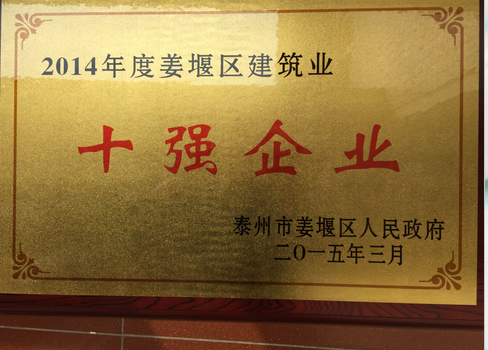 2014年度姜堰区建筑业
十强企业
泰州市姜堰区人民政府
二〇一五年三月